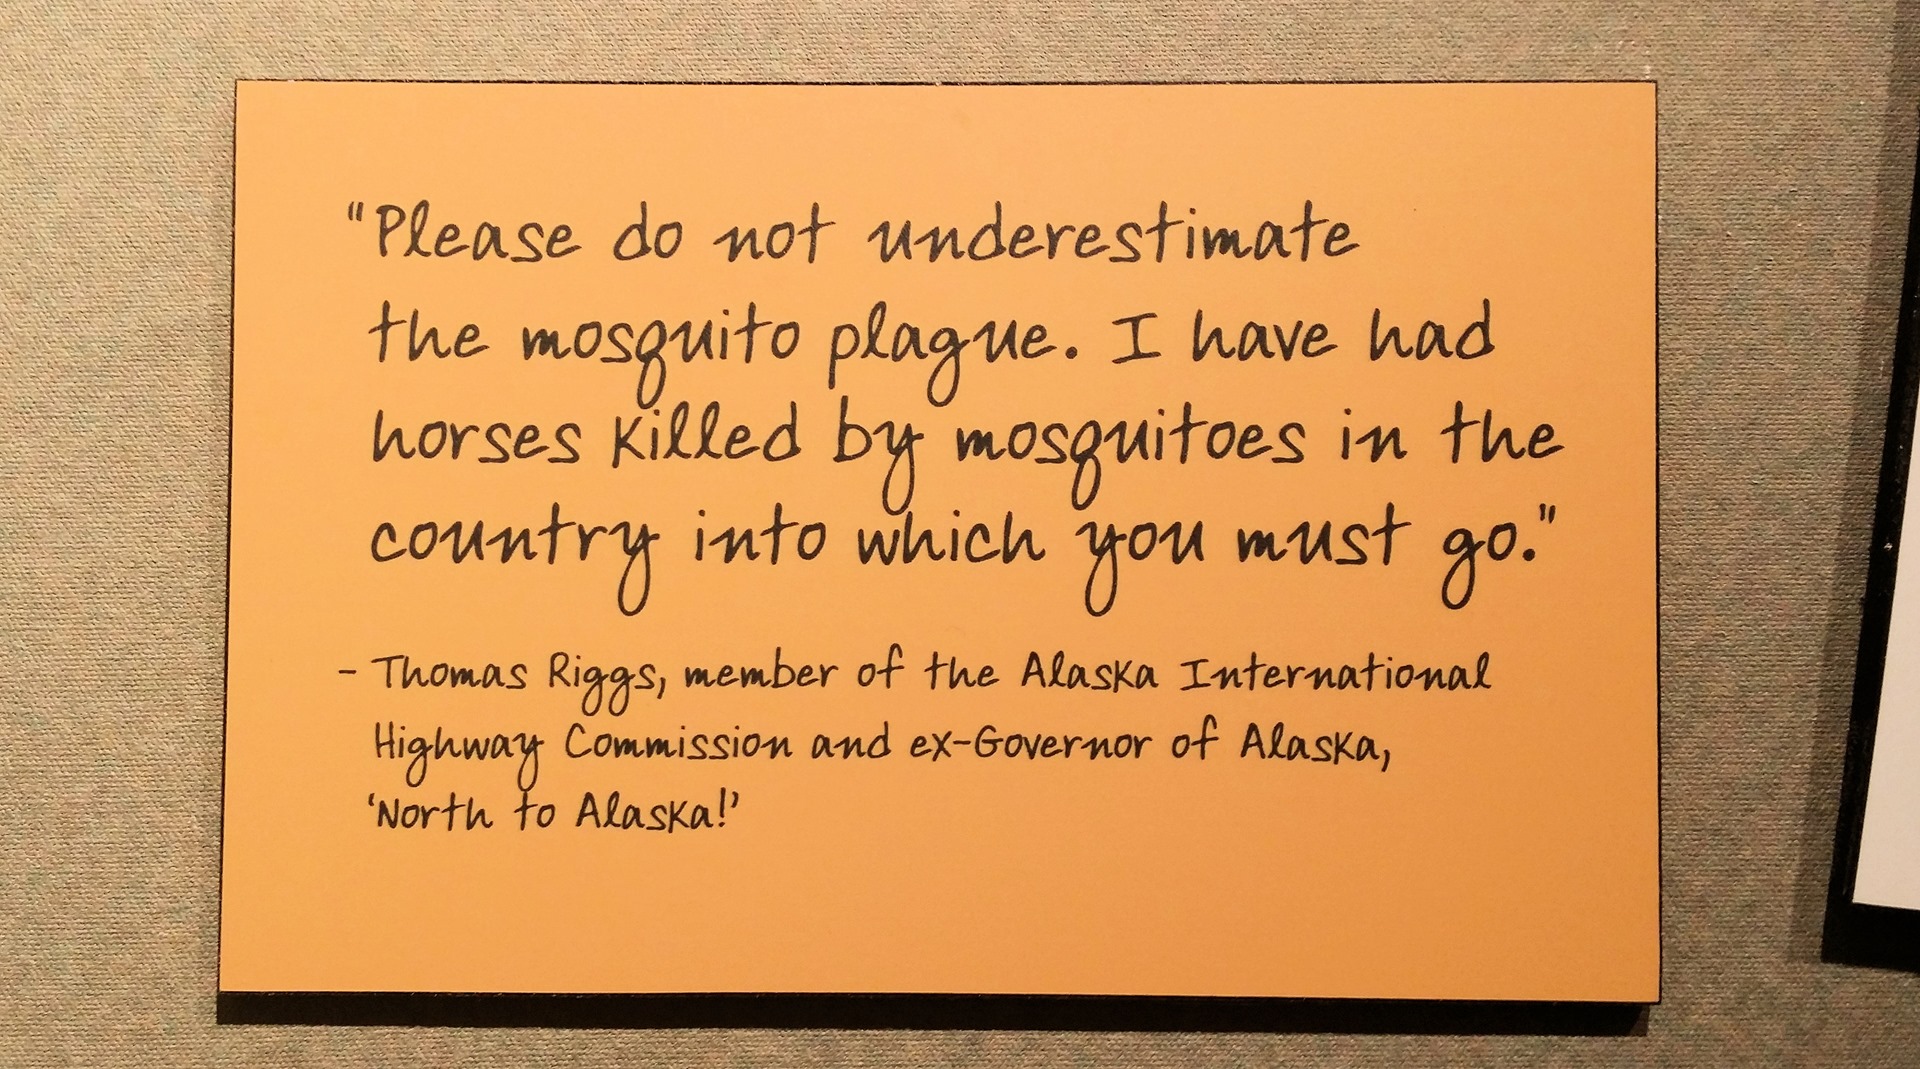 "Please do not underestimate
the mosquito plague. I have had
horses killed by mosquitoes in the
country into which you must go."
- Thomas Riggs, member of the Alaska International
Highway Commission and ex-Governor of Alaska,
'North to Alaska!'